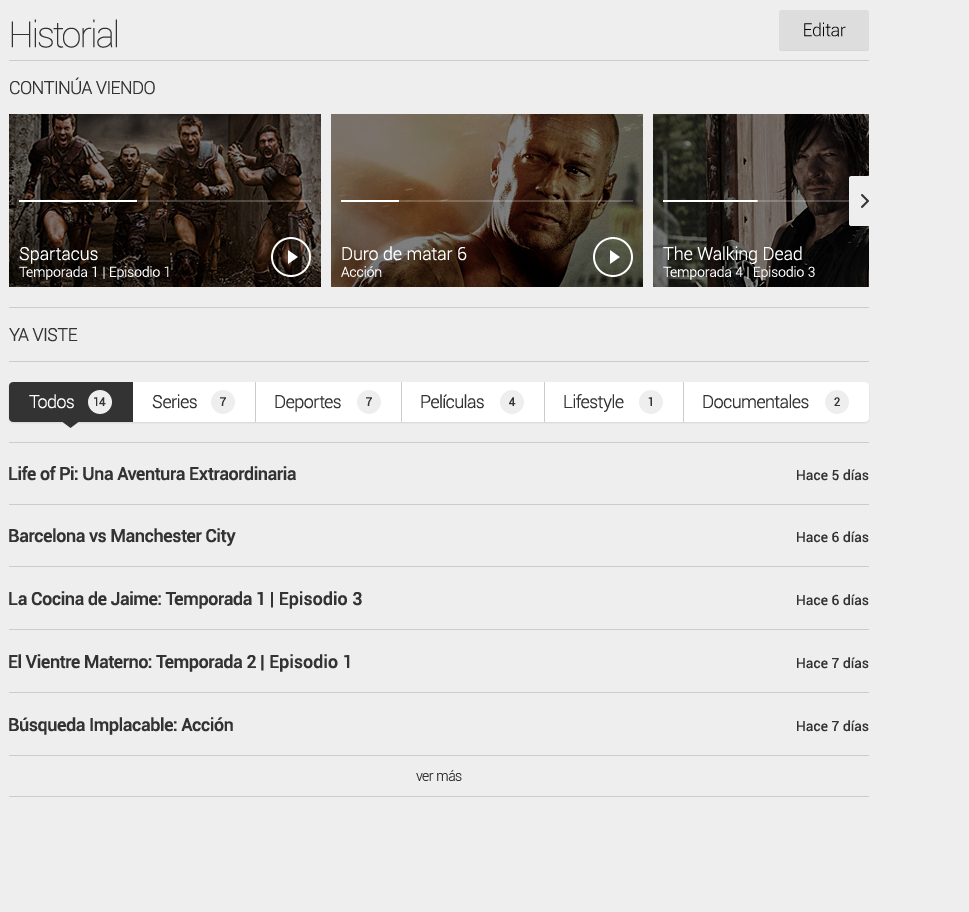 Historial
Editar
CONTINÚA VIENDO
Spartacus
Temporada 1 | Episodio 1
Duro de matar 6
Acción
The Walking Dead
Temporada 4 | Episodio 3
YA VISTE
Todos 14 Series 7 Deportes 7 Películas 4 Lifestyle 1 Documentales 2
Life of Pi: Una Aventura Extraordinaria Hace 5 días
Barcelona vs Manchester City Hace 6 días
La Cocina de Jaime: Temporada 1 | Episodio 3 Hace 6 días
El Vientre Materno: Temporada 2 | Episodio 1 Hace 7 días
Búsqueda Implacable: Acción Hace 7 días
ver más